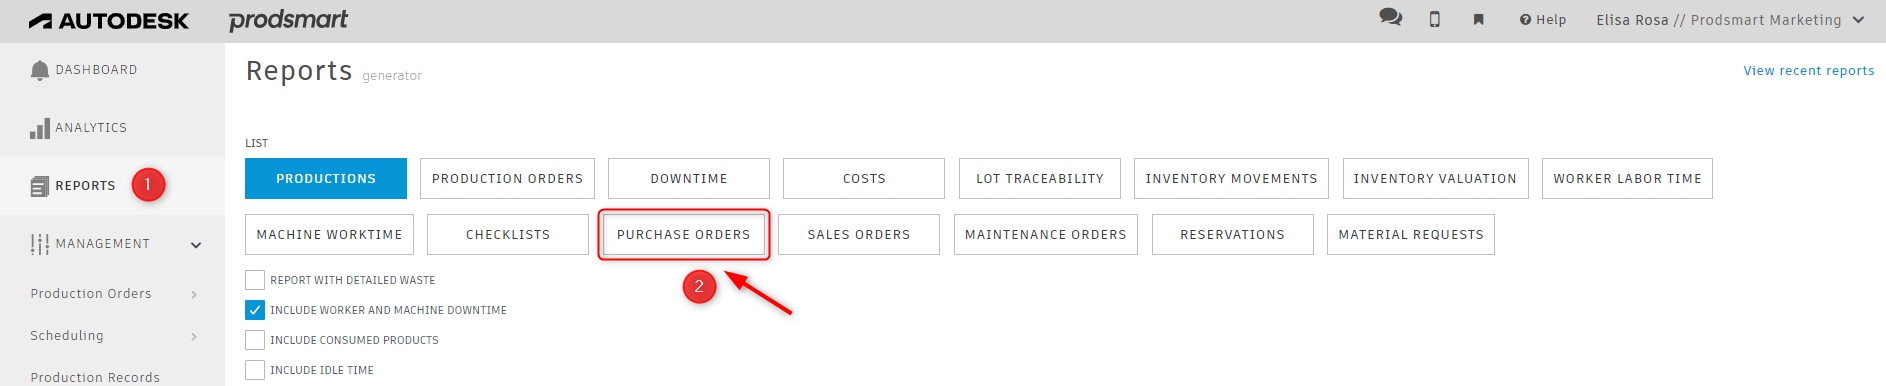 AUTODESK prodsmart Help Elisa Rosa // Prodsmart Marketing
DASHBOARD
ANALYTICS
REPORTS 1
MANAGEMENT
Production Orders
Scheduling
Production Records
Reports generator View recent reports
LIST
PRODUCTIONS PRODUCTION ORDERS DOWNTIME COSTS LOT TRACEABILITY INVENTORY MOVEMENTS INVENTORY VALUATION WORKER LABOR TIME
MACHINE WORKTIME CHECKLISTS PURCHASE ORDERS SALES ORDERS MAINTENANCE ORDERS RESERVATIONS MATERIAL REQUESTS
2
REPORT WITH DETAILED WASTE
INCLUDE WORKER AND MACHINE DOWNTIME
INCLUDE CONSUMED PRODUCTS
INCLUDE IDLE TIME